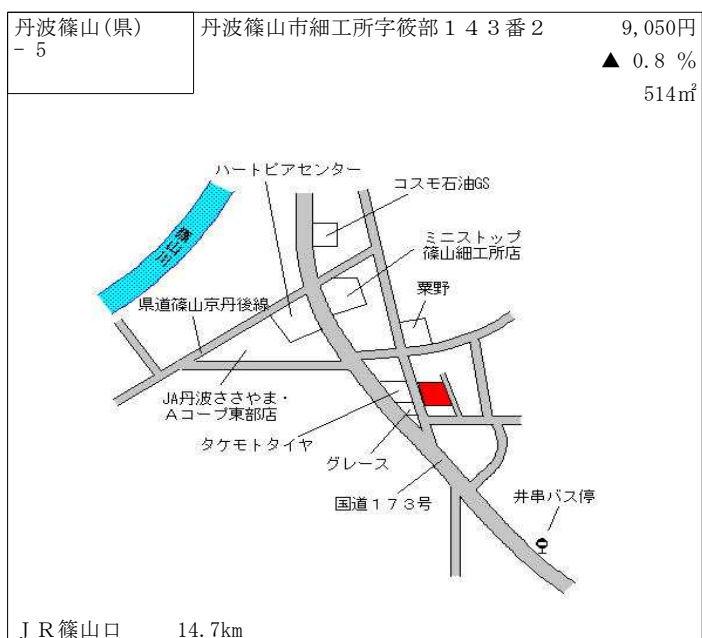 丹波篠山(県)
－ 5
丹波篠山市細工所字筱部１４３番２
9,050円
▲ 0.8 %
514㎡
ハートピアセンター
コスモ石油GS
ミニストップ
篠山細工所店
篠山川
粟野
県道篠山京丹後線
JA丹波ささやま・
Ａコープ東部店
タケモトタイヤ
グレース
国道１７３号
井串バス停
ＪＲ篠山口 14.7km